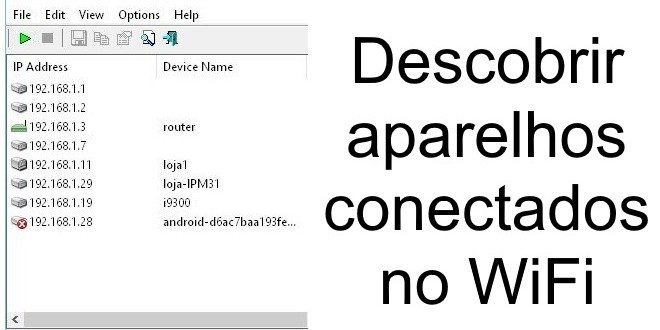 File Edit View Options Help
IP Address Device Name
192.168.1.1
192.168.1.2
192.168.1.3 router
192.168.1.7
192.168.1.11 loja1
192.168.1.29 loja-IPM31
192.168.1.19 i9300
192.168.1.28 android-d6ac7baa193fe...
Descobrir
aparelhos
conectados
no WiFi